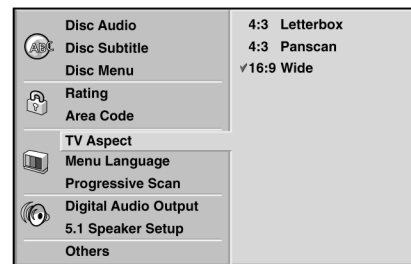 Disc Audio
Disc Subtitle
Disc Menu
Rating
Area Code
TV Aspect
Menu Language
Progressive Scan
Digital Audio Output
5.1 Speaker Setup
Others
4:3 Letterbox
4:3 Panscan
✓16:9 Wide
ABC